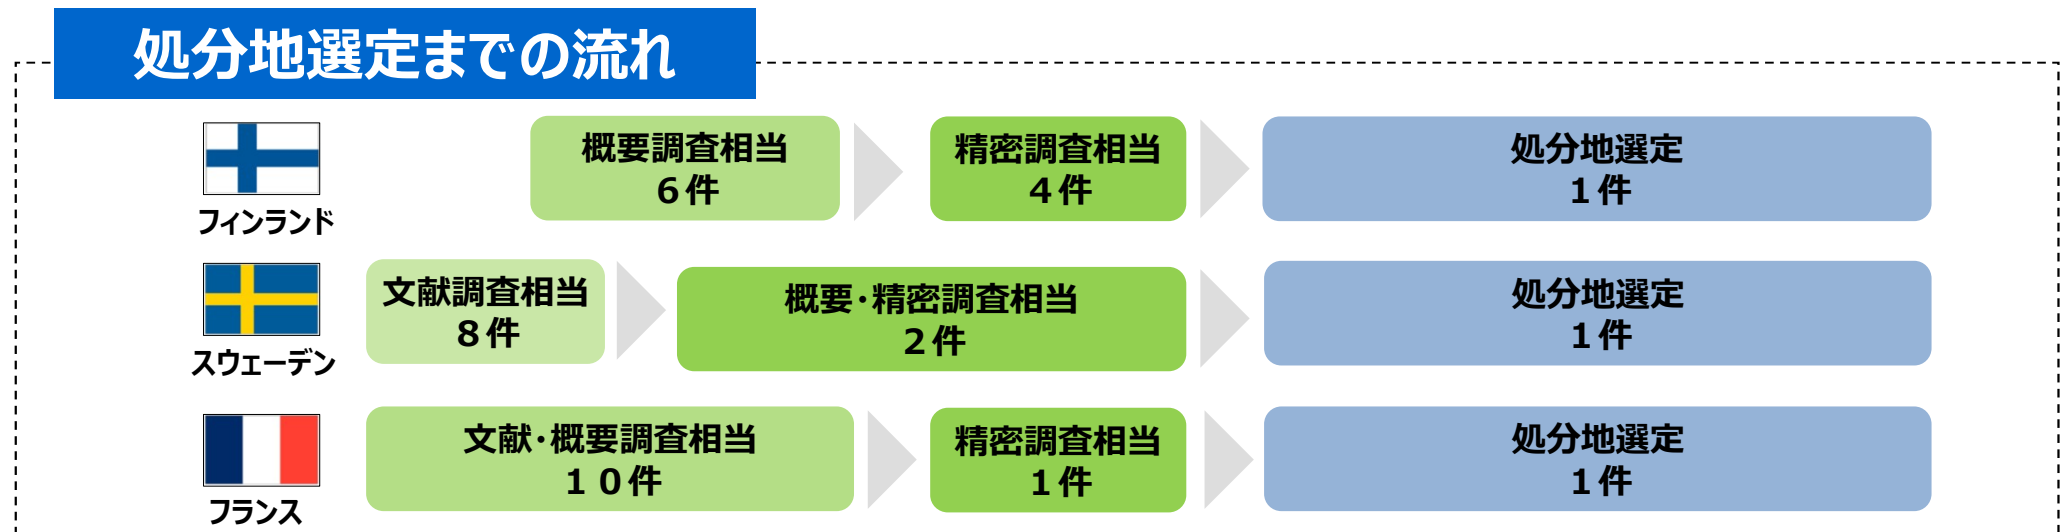 処分地選定までの流れ
概要調査相当
６件
精密調査相当
４件
処分地選定
１件
フィンランド
文献調査相当
８件
概要・精密調査相当
２件
処分地選定
１件
スウェーデン
文献・概要調査相当
１０件
精密調査相当
１件
処分地選定
１件
フランス